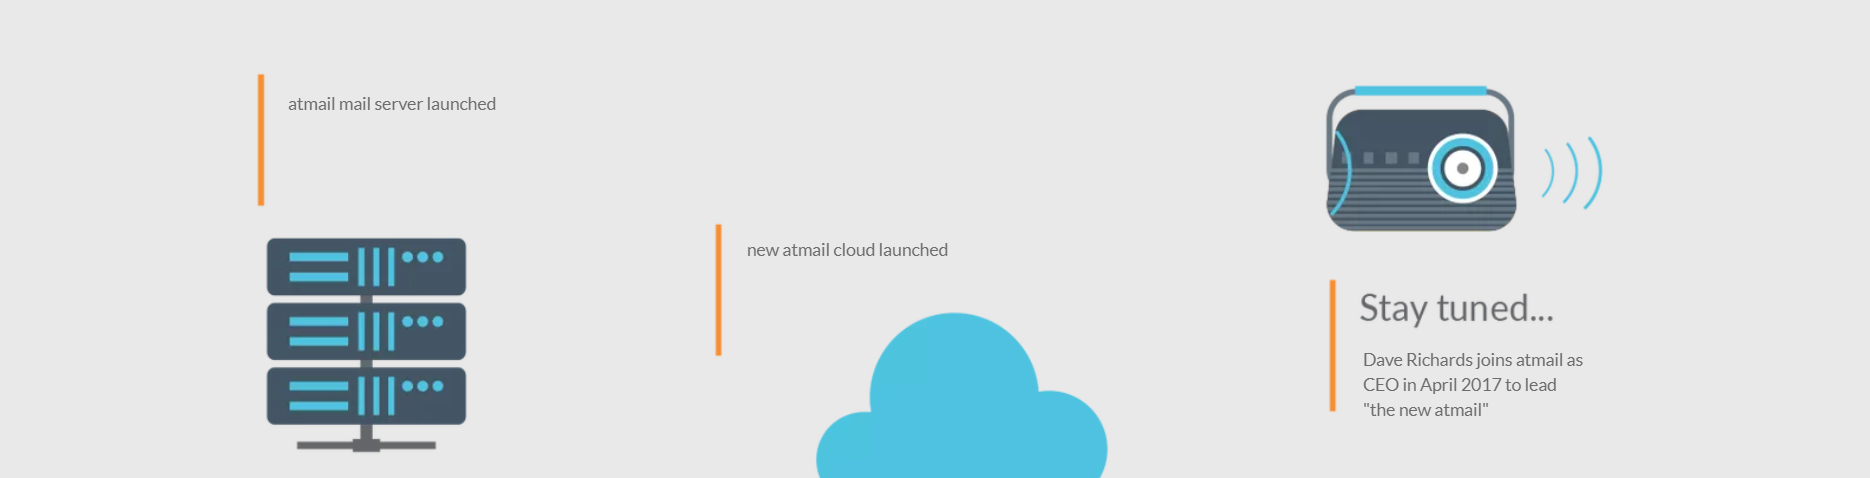 atmail mail server launched
new atmail cloud launched
Stay tuned...
Dave Richards joins atmail as
CEO in April 2017 to lead
"the new atmail"